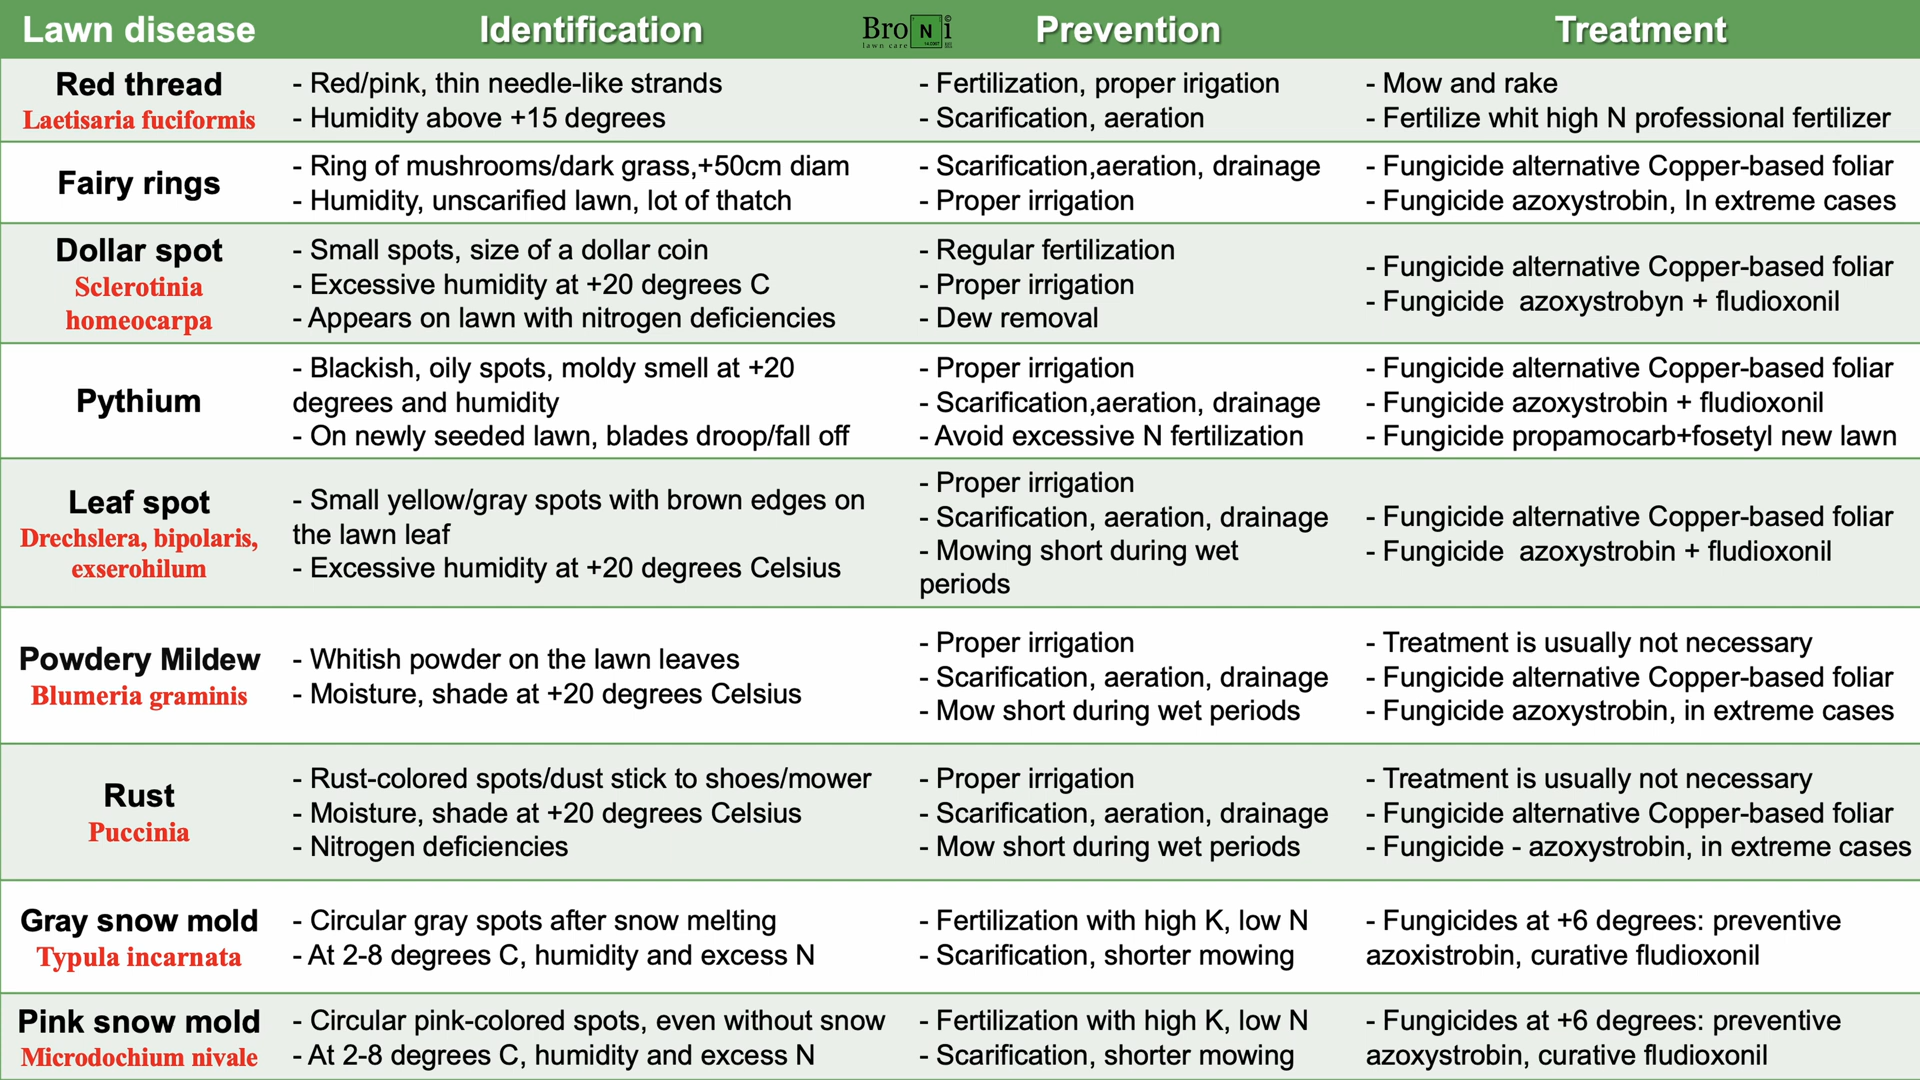 Lawn disease
Identification
BroNi
lawn care
Prevention
Treatment
Red thread
Laetisaria fuciformis
- Red/pink, thin needle-like strands
- Humidity above +15 degrees
- Fertilization, proper irigation
- Scarification, aeration
- Mow and rake
- Fertilize whit high N professional fertilizer
Fairy rings
- Ring of mushrooms/dark grass,+50cm diam
- Humidity, unscarified lawn, lot of thatch
- Scarification,aeration, drainage
- Proper irrigation
- Fungicide alternative Copper-based foliar
- Fungicide azoxystrobin, In extreme cases
Dollar spot
Sclerotinia
homeocarpa
- Small spots, size of a dollar coin
- Excessive humidity at +20 degrees C
- Appears on lawn with nitrogen deficiencies
- Regular fertilization
- Proper irrigation
- Dew removal
- Fungicide alternative Copper-based foliar
- Fungicide  azoxystrobyn + fludioxonil
Pythium
- Blackish, oily spots, moldy smell at +20
degrees and humidity
- On newly seeded lawn, blades droop/fall off
- Proper irrigation
- Scarification,aeration, drainage
- Avoid excessive N fertilization
- Fungicide alternative Copper-based foliar
- Fungicide azoxystrobin + fludioxonil
- Fungicide propamocarb+fosetyl new lawn
Leaf spot
Drechslera, bipolaris,
exserohilum
- Small yellow/gray spots with brown edges on
the lawn leaf
- Excessive humidity at +20 degrees Celsius
- Proper irrigation
- Scarification, aeration, drainage
- Mowing short during wet
periods
- Fungicide alternative Copper-based foliar
- Fungicide  azoxystrobin + fludioxonil
Powdery Mildew
Blumeria graminis
- Whitish powder on the lawn leaves
- Moisture, shade at +20 degrees Celsius
- Proper irrigation
- Scarification, aeration, drainage
- Mow short during wet periods
- Treatment is usually not necessary
- Fungicide alternative Copper-based foliar
- Fungicide azoxystrobin, in extreme cases
Rust
Puccinia
- Rust-colored spots/dust stick to shoes/mower
- Moisture, shade at +20 degrees Celsius
- Nitrogen deficiencies
- Proper irrigation
- Scarification, aeration, drainage
- Mow short during wet periods
- Treatment is usually not necessary
- Fungicide alternative Copper-based foliar
- Fungicide - azoxystrobin, in extreme cases
Gray snow mold
Typula incarnata
- Circular gray spots after snow melting
- At 2-8 degrees C, humidity and excess N
- Fertilization with high K, low N
- Scarification, shorter mowing
- Fungicides at +6 degrees: preventive
azoxistrobin, curative fludioxonil
Pink snow mold
Microdochium nivale
- Circular pink-colored spots, even without snow
- At 2-8 degrees C, humidity and excess N
- Fertilization with high K, low N
- Scarification, shorter mowing
- Fungicides at +6 degrees: preventive
azoxystrobin, curative fludioxonil